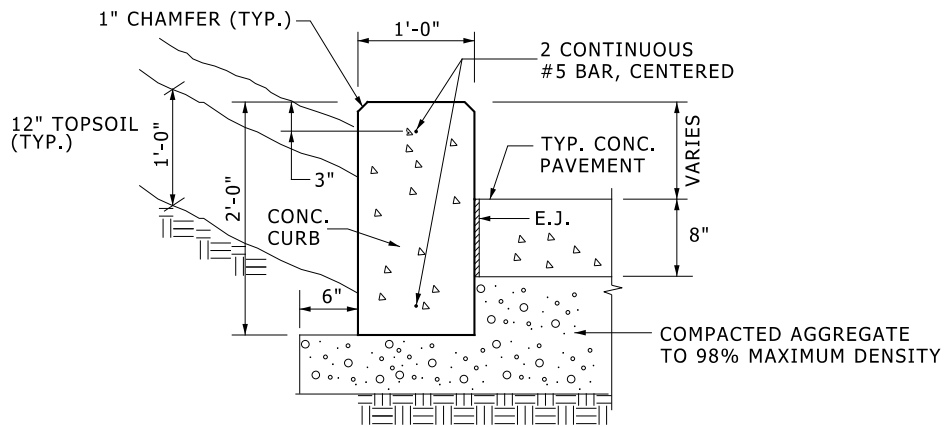 1" CHAMFER (TYP.)
1'-0"
2 CONTINUOUS
#5 BAR, CENTERED
12" TOPSOIL
(TYP.)
1'-0"
2'-0"
3"
TYP. CONC.
PAVEMENT
VARIES
CONC.
CURB
E.J.
8"
6"
COMPACTED AGGREGATE
TO 98% MAXIMUM DENSITY